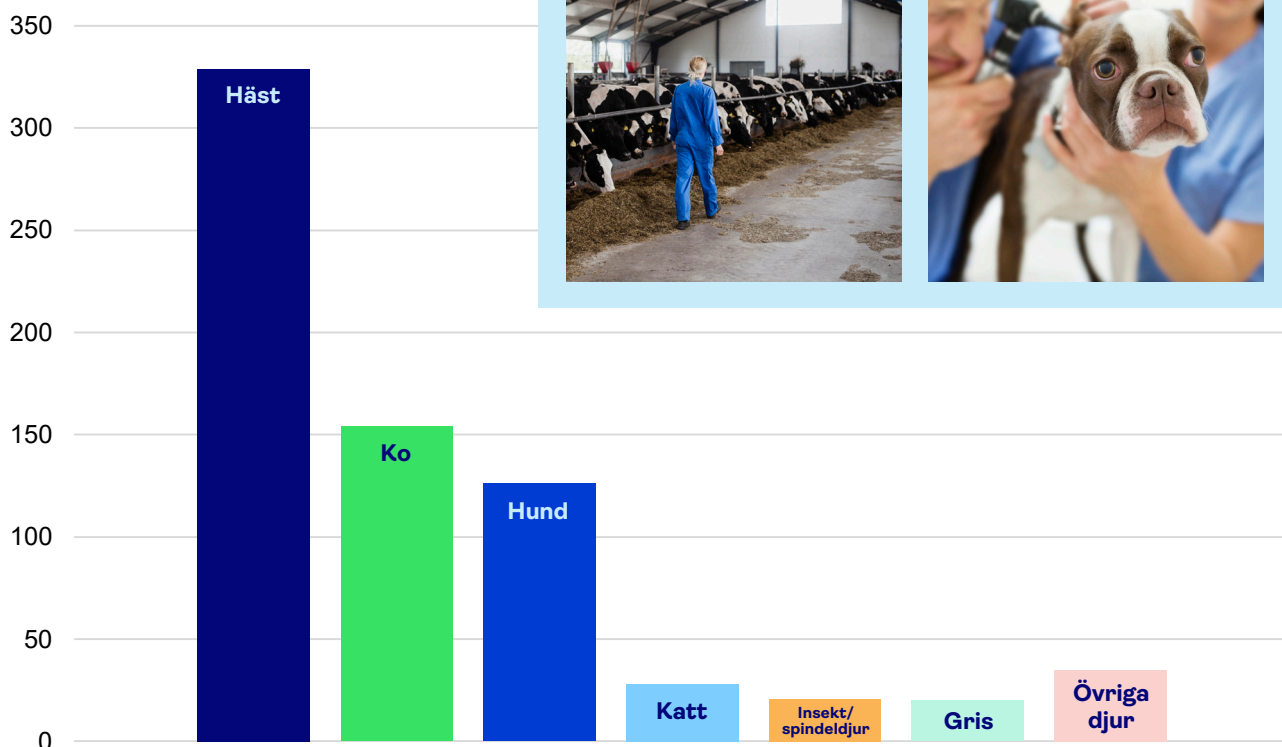 350
300
250
200
150
100
50
0
Häst
Ko
Hund
Katt
Insekt/
spindeldjur
Gris
Övriga
djur